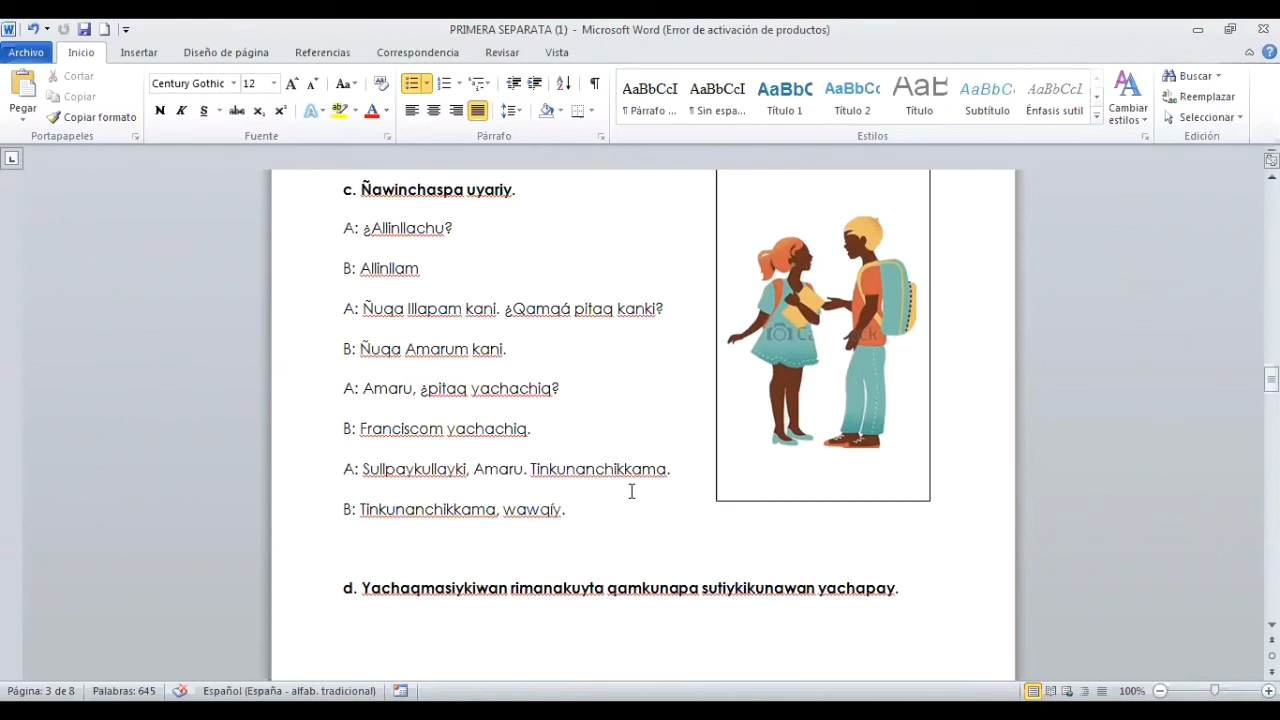 PRIMERA SEPARATA (1) - Microsoft Word (Error de activación de productos)
Archivo Inicio Insertar Diseño de página Referencias Correspondencia Revisar Vista
Pegar
Cortar
Copiar
Copiar formato
Portapapeles
Century Gothic 12
N K S abc x₂ x²
Fuente
Párrafo
AaBbCcI AaBbCcI AaBbC AaBbCc AaB AaBbCc AaBbCcI
¶ Párrafo ... ¶ Sin espa... Título 1 Título 2 Título Subtítulo Énfasis sutil
Cambiar estilos
Estilos
Buscar
Reemplazar
Seleccionar
Edición
c. Ñawinchaspa uyariy.
A: ¿Allinllachu?
B: Allinllam
A: Ñuqa Illapam kani. ¿Qamqá pitaq kanki?
B: Ñuqa Amarum kani.
A: Amaru, ¿pitaq yachachiq?
B: Franciscom yachachiq.
A: Sullpaykullayki, Amaru. Tinkunanchikkama.
B: Tinkunanchikkama, wawqíy.
d. Yachaqmasiykiwan rimanakuyta qamkunapa sutiykikunawan yachapay.
Página: 3 de 8 Palabras: 645 Español (España - alfab. tradicional) 100%